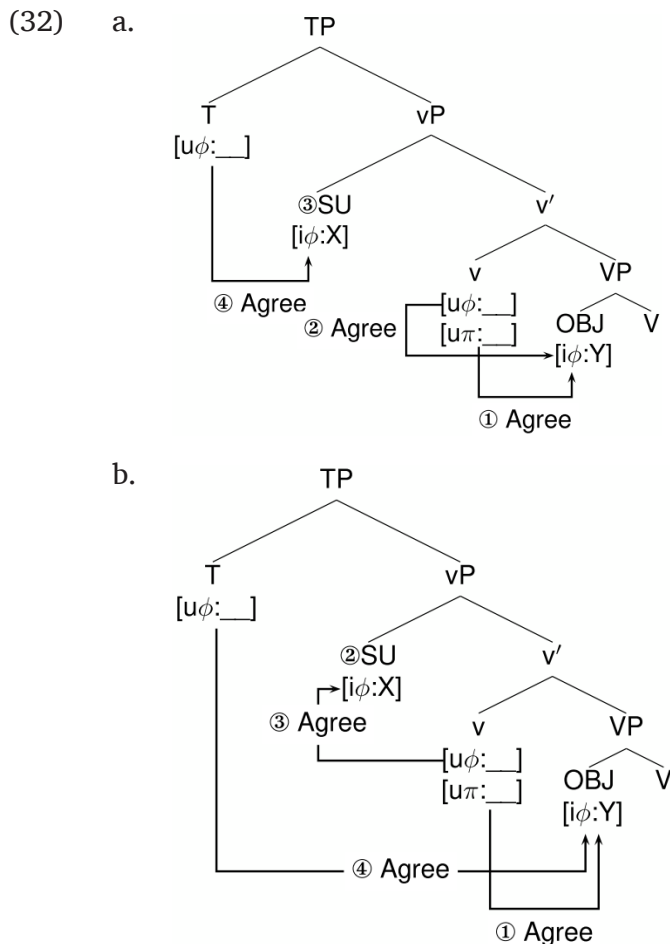 (32) a. TP
T vP
[uϕ:__]
③SU v′
[iϕ:X]
v VP
④ Agree
[uϕ:__]
② Agree
[uπ:__] OBJ V
[iϕ:Y]
① Agree
b. TP
T vP
[uϕ:__]
②SU v′
[iϕ:X]
③ Agree v VP
[uϕ:__]
[uπ:__] OBJ V
[iϕ:Y]
④ Agree
① Agree